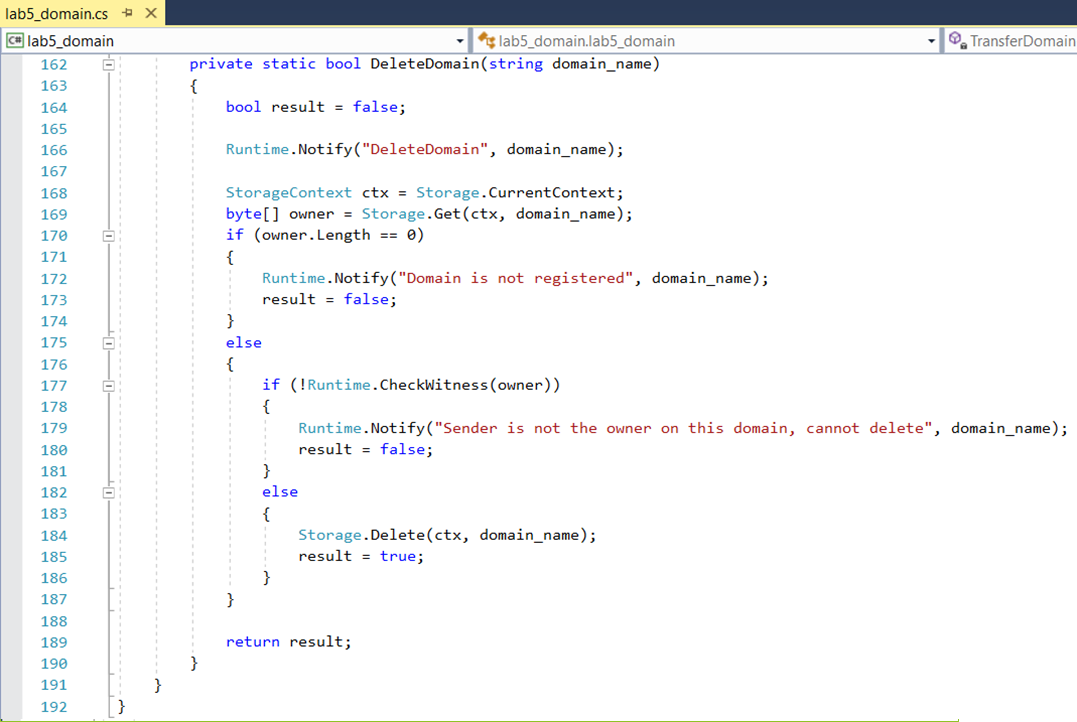 lab5_domain.cs
C# lab5_domain lab5_domain.lab5_domain TransferDomain
162 private static bool DeleteDomain(string domain_name)
163 {
164 bool result = false;
165
166 Runtime.Notify("DeleteDomain", domain_name);
167
168 StorageContext ctx = Storage.CurrentContext;
169 byte[] owner = Storage.Get(ctx, domain_name);
170 if (owner.Length == 0)
171 {
172 Runtime.Notify("Domain is not registered", domain_name);
173 result = false;
174 }
175 else
176 {
177 if (!Runtime.CheckWitness(owner))
178 {
179 Runtime.Notify("Sender is not the owner on this domain, cannot delete", domain_name);
180 result = false;
181 }
182 else
183 {
184 Storage.Delete(ctx, domain_name);
185 result = true;
186 }
187 }
188
189 return result;
190 }
191 }
192 }